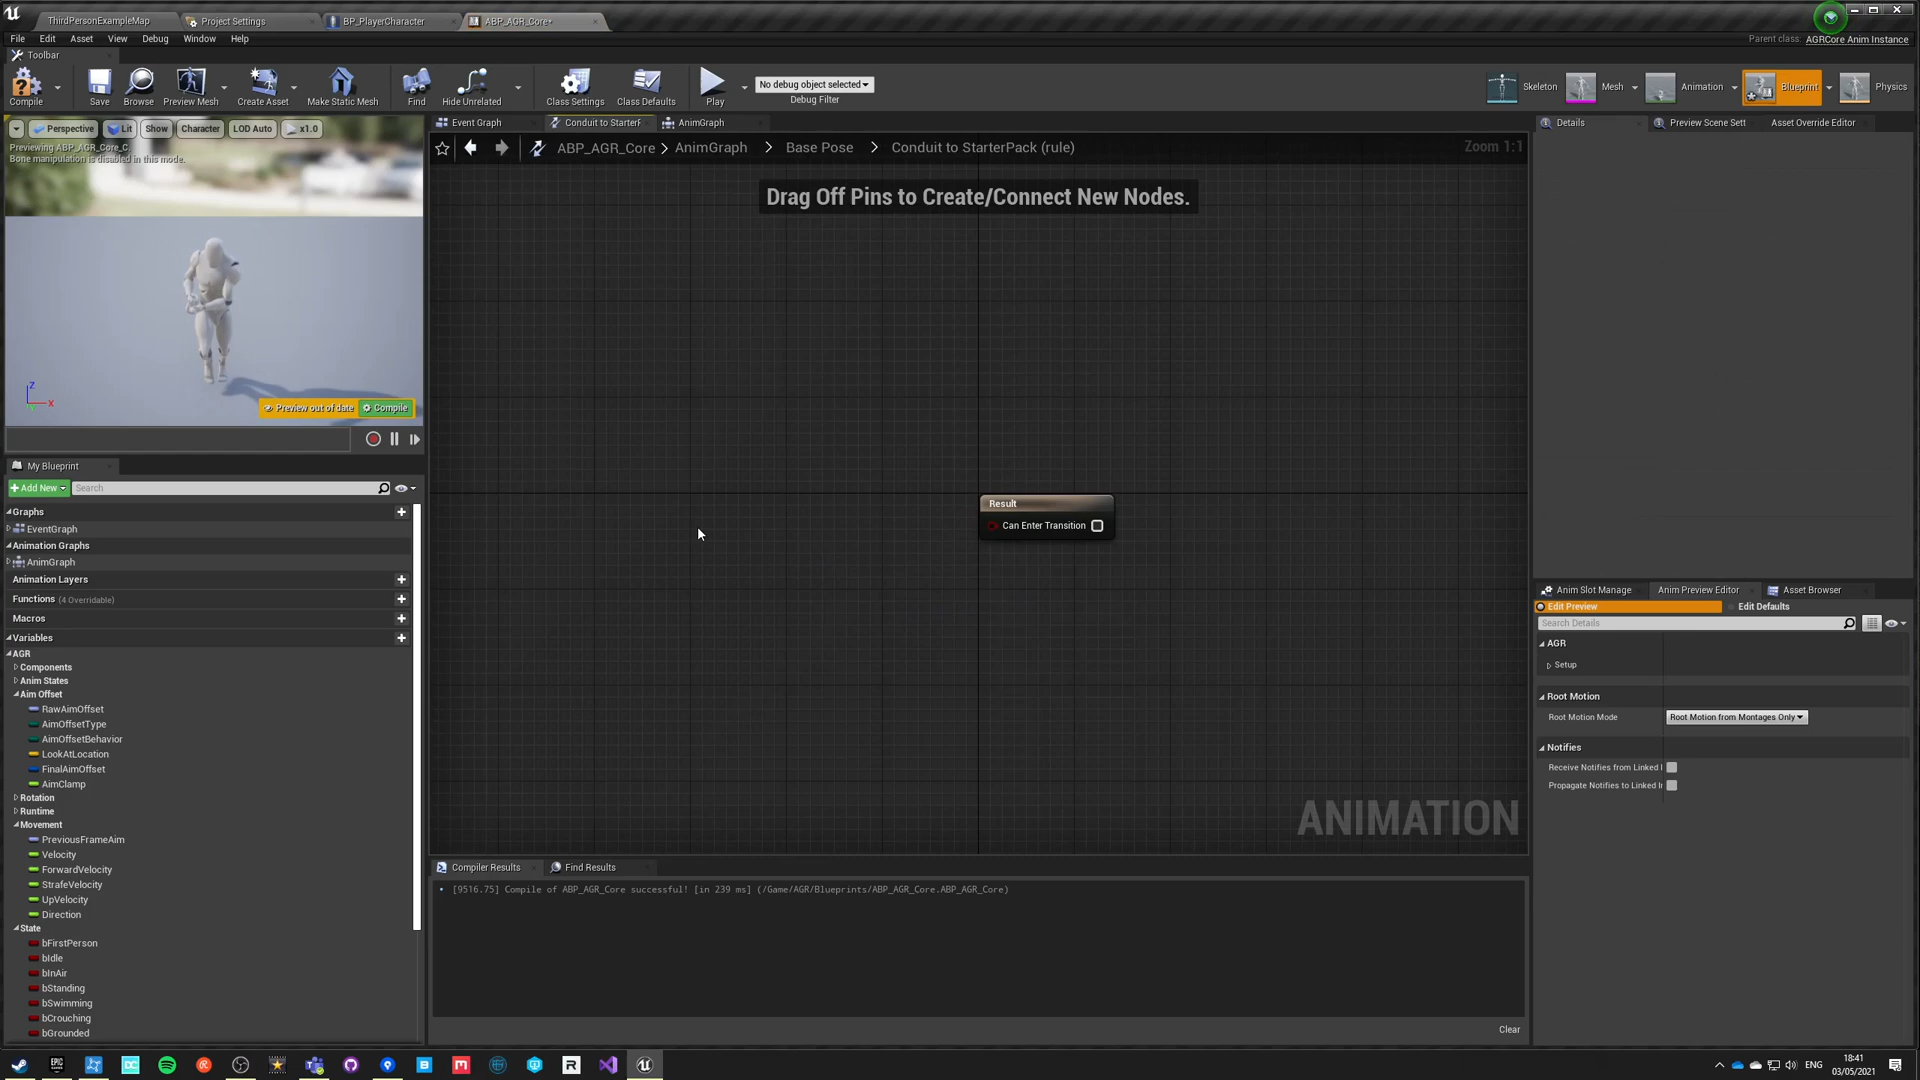 ThirdPersonExampleMap
Project Settings
BP_PlayerCharacter
ABP_AGR_Core*
File Edit Asset View Debug Window Help
Parent class: AGRCore Anim Instance
Toolbar
Compile
Save
Browse
Preview Mesh
Create Asset
Make Static Mesh
Find
Hide Unrelated
Class Settings
Class Defaults
Play
No debug object selected
Debug Filter
Skeleton
Mesh
Animation
Blueprint
Physics
Perspective
Lit
Show
Character
LOD Auto
x1.0
Previewing ABP_AGR_Core_C.
Bone manipulation is disabled in this mode.
Z
X
Preview out of date
Compile
Event Graph
Conduit to StarterF
AnimGraph
ABP_AGR_Core > AnimGraph > Base Pose > Conduit to StarterPack (rule)
Zoom 1:1
Drag Off Pins to Create/Connect New Nodes.
Result
Can Enter Transition
ANIMATION
My Blueprint
+ Add New
Search
Graphs
EventGraph
Animation Graphs
AnimGraph
Animation Layers
Functions (4 Overridable)
Macros
Variables
AGR
Components
Anim States
Aim Offset
RawAimOffset
AimOffsetType
AimOffsetBehavior
LookAtLocation
FinalAimOffset
AimClamp
Rotation
Runtime
Movement
PreviousFrameAim
Velocity
ForwardVelocity
StrafeVelocity
UpVelocity
Direction
State
bFirstPerson
bIdle
bInAir
bStanding
bSwimming
bCrouching
bGrounded
Compiler Results
Find Results
[9516.75] Compile of ABP_AGR_Core successful! [in 239 ms] (/Game/AGR/Blueprints/ABP_AGR_Core.ABP_AGR_Core)
Clear
Details
Preview Scene Sett
Asset Override Editor
Anim Slot Manage
Anim Preview Editor
Asset Browser
Edit Preview
Edit Defaults
Search Details
AGR
Setup
Root Motion
Root Motion Mode
Root Motion from Montages Only
Notifies
Receive Notifies from Linked I
Propagate Notifies to Linked Ir
ENG
18:41
03/05/2021